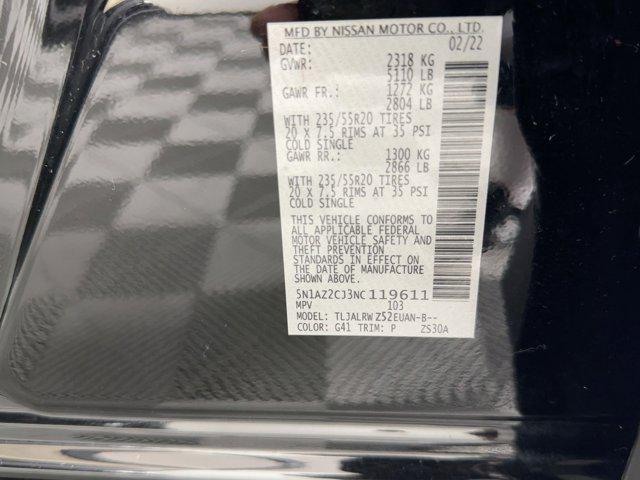 MFD BY NISSAN MOTOR CO., LTD.
DATE: 02/22
GVWR: 2318 KG
5110 LB
GAWR FR.: 1272 KG
2804 LB
WITH 235/55R20 TIRES
20 x 7.5 RIMS AT 35 PSI
COLD SINGLE
GAWR RR.: 1300 KG
2866 LB
WITH 235/55R20 TIRES
20 x 7.5 RIMS AT 35 PSI
COLD SINGLE
THIS VEHICLE CONFORMS TO
ALL APPLICABLE FEDERAL
MOTOR VEHICLE SAFETY AND
THEFT PREVENTION
STANDARDS IN EFFECT ON
THE DATE OF MANUFACTURE
SHOWN ABOVE.
5N1AZ2CJ3NC119611
MPV 103
MODEL: TLJALRW Z52EUAN-B--
COLOR: G41 TRIM: P ZS30A